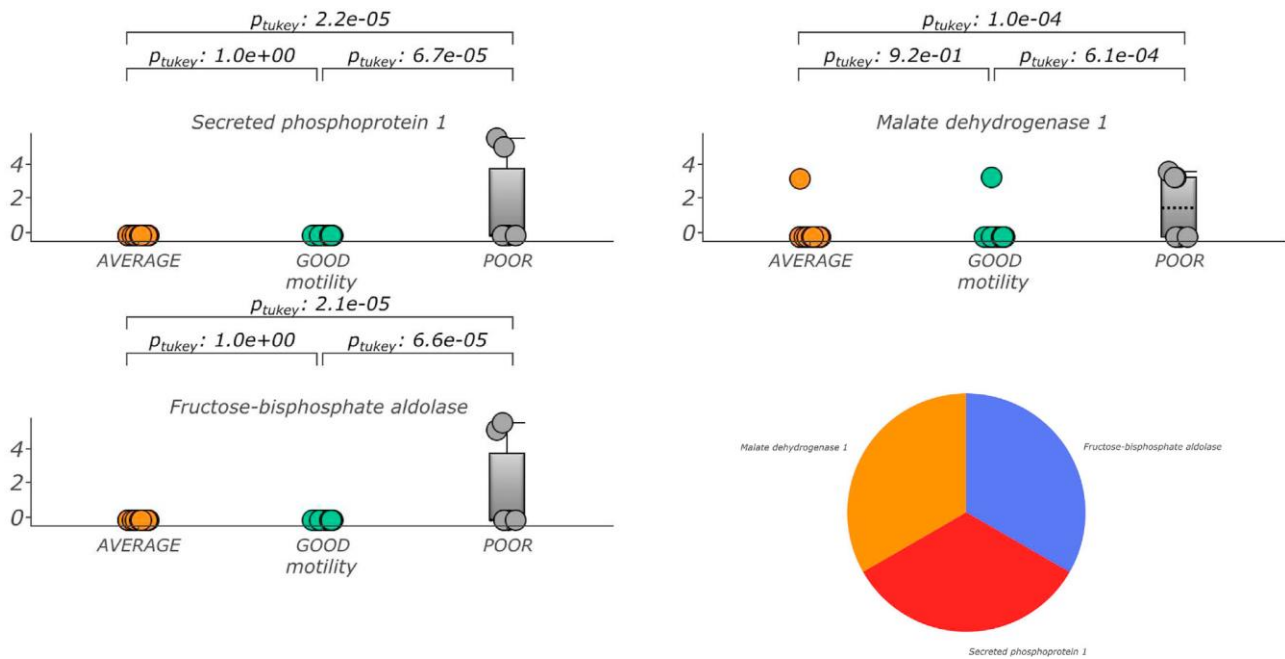 p_tukey: 2.2e-05
p_tukey: 1.0e+00 p_tukey: 6.7e-05
Secreted phosphoprotein 1
4
2
0
AVERAGE GOOD POOR
motility
p_tukey: 1.0e-04
p_tukey: 9.2e-01 p_tukey: 6.1e-04
Malate dehydrogenase 1
4
2
0
AVERAGE GOOD POOR
motility
p_tukey: 2.1e-05
p_tukey: 1.0e+00 p_tukey: 6.6e-05
Fructose-bisphosphate aldolase
4
2
0
AVERAGE GOOD POOR
motility
Malate dehydrogenase 1
Fructose-bisphosphate aldolase
Secreted phosphoprotein 1